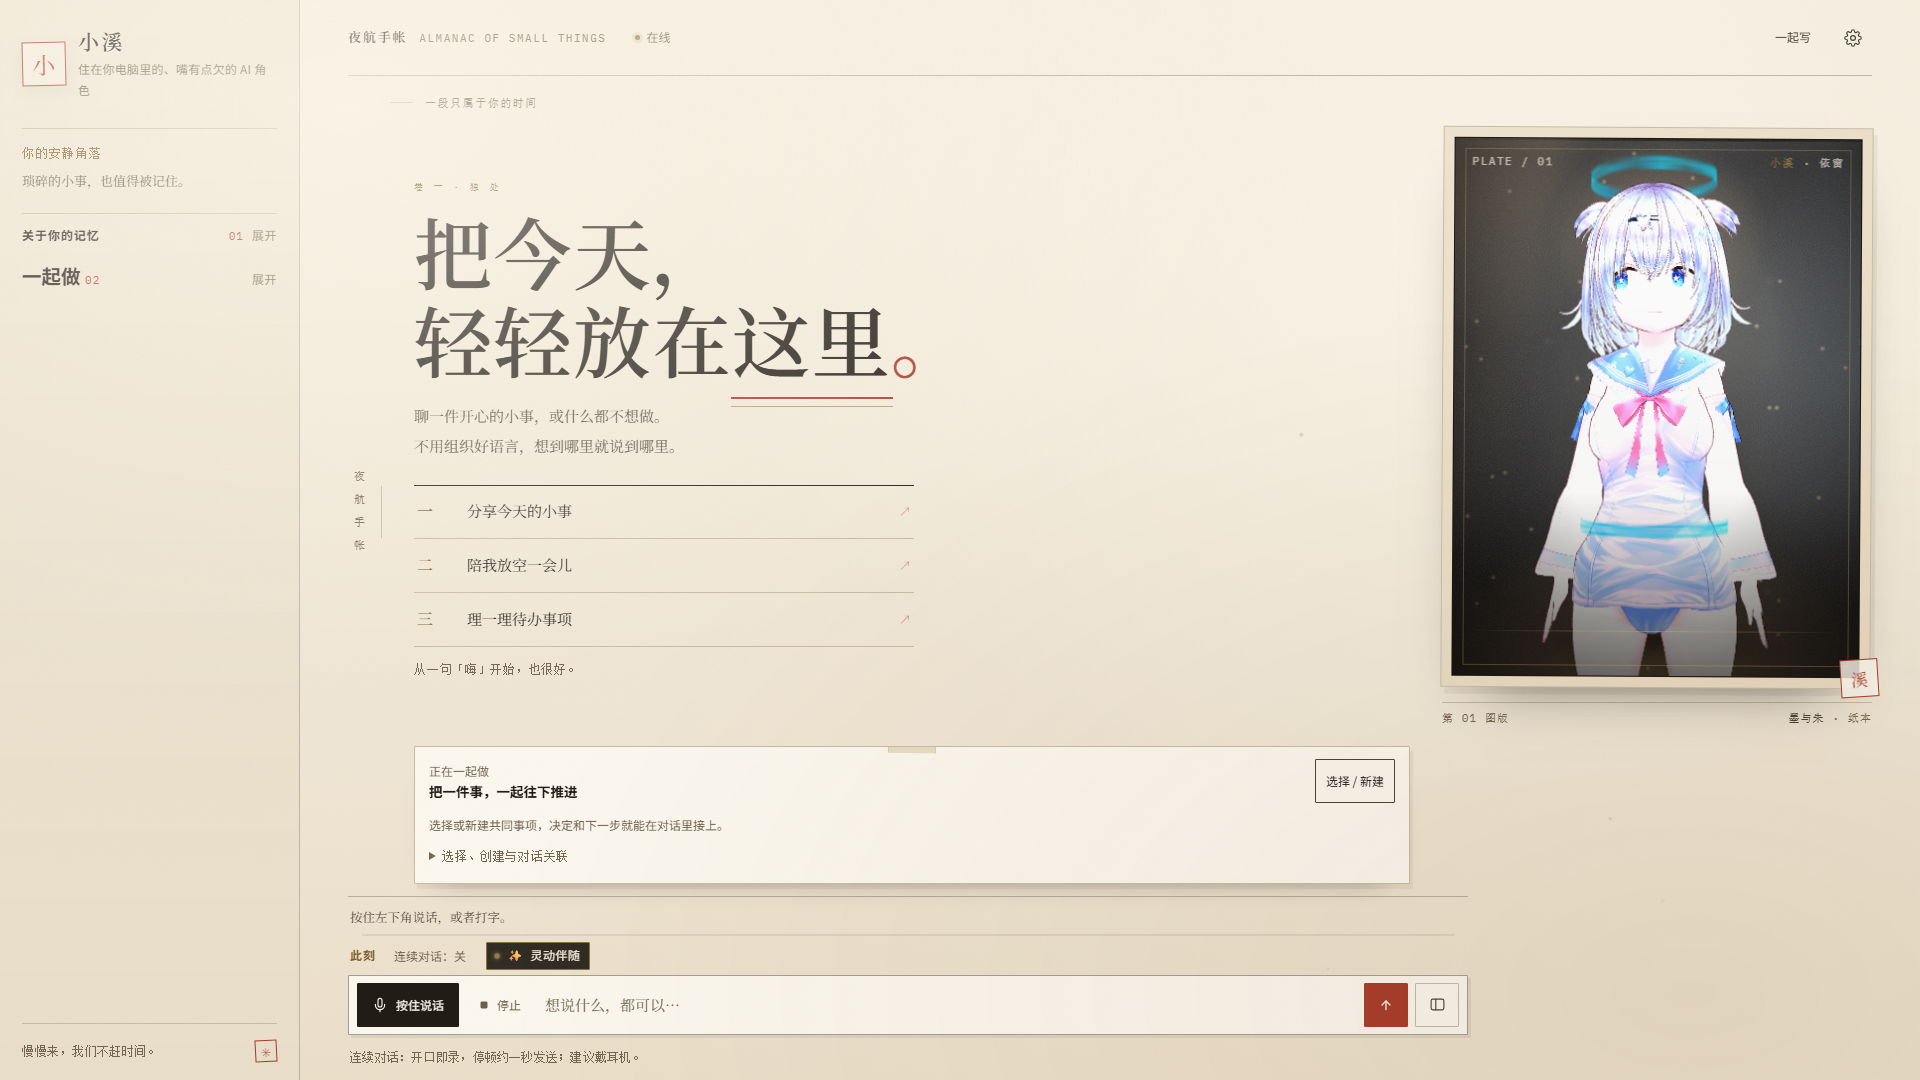 小
小溪
住在你电脑里的、嘴有点欠的 AI 角
色
你的安静角落
琐碎的小事，也值得被记住。
关于你的记忆 01 展开
一起做 02 展开
慢慢来，我们不赶时间。
夜航手帐 ALMANAC OF SMALL THINGS 在线
一起写
一段只属于你的时间
卷 一 · 独 处
把今天，
轻轻放在这里。
聊一件开心的小事，或什么都不想做。
不用组织好语言，想到哪里就说到哪里。
夜航手帐
一 分享今天的小事 ↗
二 陪我放空一会儿 ↗
三 理一理待办事项 ↗
从一句「嗨」开始，也很好。
PLATE / 01 小溪 · 依窗
溪
第 01 图版 墨与朱 · 纸本
正在一起做
把一件事，一起往下推进
选择 / 新建
选择或新建共同事项，决定和下一步就能在对话里接上。
选择、创建与对话关联
按住左下角说话，或者打字。
此刻 连续对话：关 ✨ 灵动伴随
按住说话 停止 想说什么，都可以…
连续对话：开口即录，停顿约一秒发送；建议戴耳机。